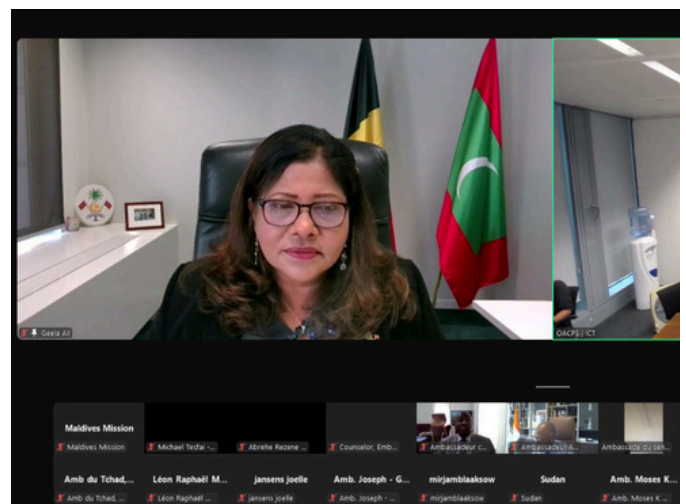 Geela Ali
OACPS | ICT
Maldives Mission
Maldives Mission
Michael Tesfai -...
Abrehe Rezene ...
Counselor, Emb...
Ambassadeur c...
Ambassade du sen...
Amb du Tchad, ...
Amb du Tchad, ...
Léon Raphaël M...
Léon Raphaël ...
jansens joelle
jansens joelle
Amb. Joseph - G...
Amb. Joseph - ...
mirjamblaaksow
mirjamblaaksow
Sudan
Sudan
Amb. Moses K...
Amb. Moses K ...